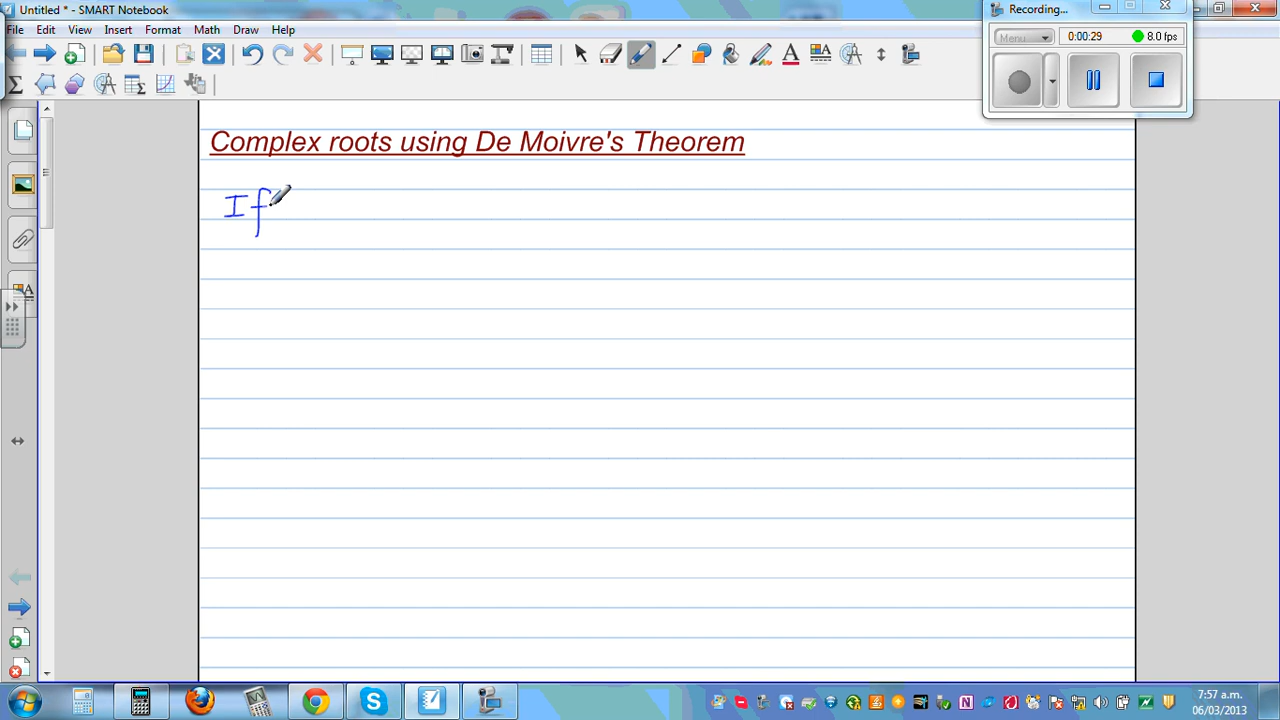 Untitled * - SMART Notebook
Recording...
File Edit View Insert Format Math Draw Help
Menu
0:00:29
8.0 fps
Complex roots using De Moivre's Theorem
If
7:57 a.m.
06/03/2013